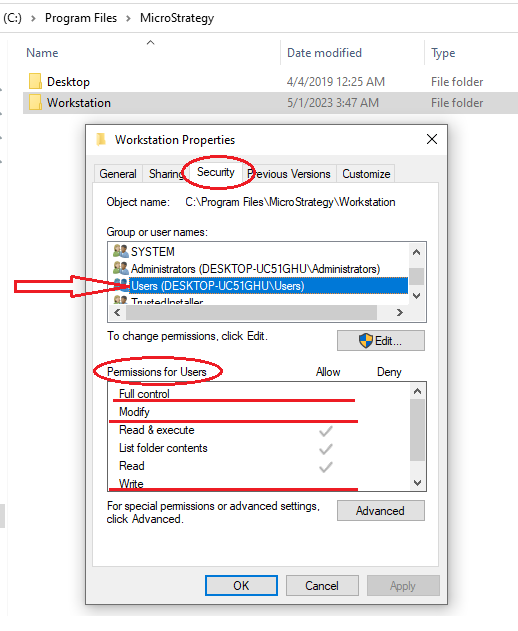 (C:) > Program Files > MicroStrategy
Name Date modified Type
Desktop 4/4/2019 12:25 AM File folder
Workstation 5/1/2023 3:47 AM File folder
Workstation Properties
General Sharing Security Previous Versions Customize
Object name: C:\Program Files\MicroStrategy\Workstation
Group or user names:
SYSTEM
Administrators (DESKTOP-UC51GHU\Administrators)
Users (DESKTOP-UC51GHU\Users)
TrustedInstaller
To change permissions, click Edit.
Edit...
Permissions for Users Allow Deny
Full control
Modify
Read & execute
List folder contents
Read
Write
For special permissions or advanced settings,
click Advanced.
Advanced
OK Cancel Apply